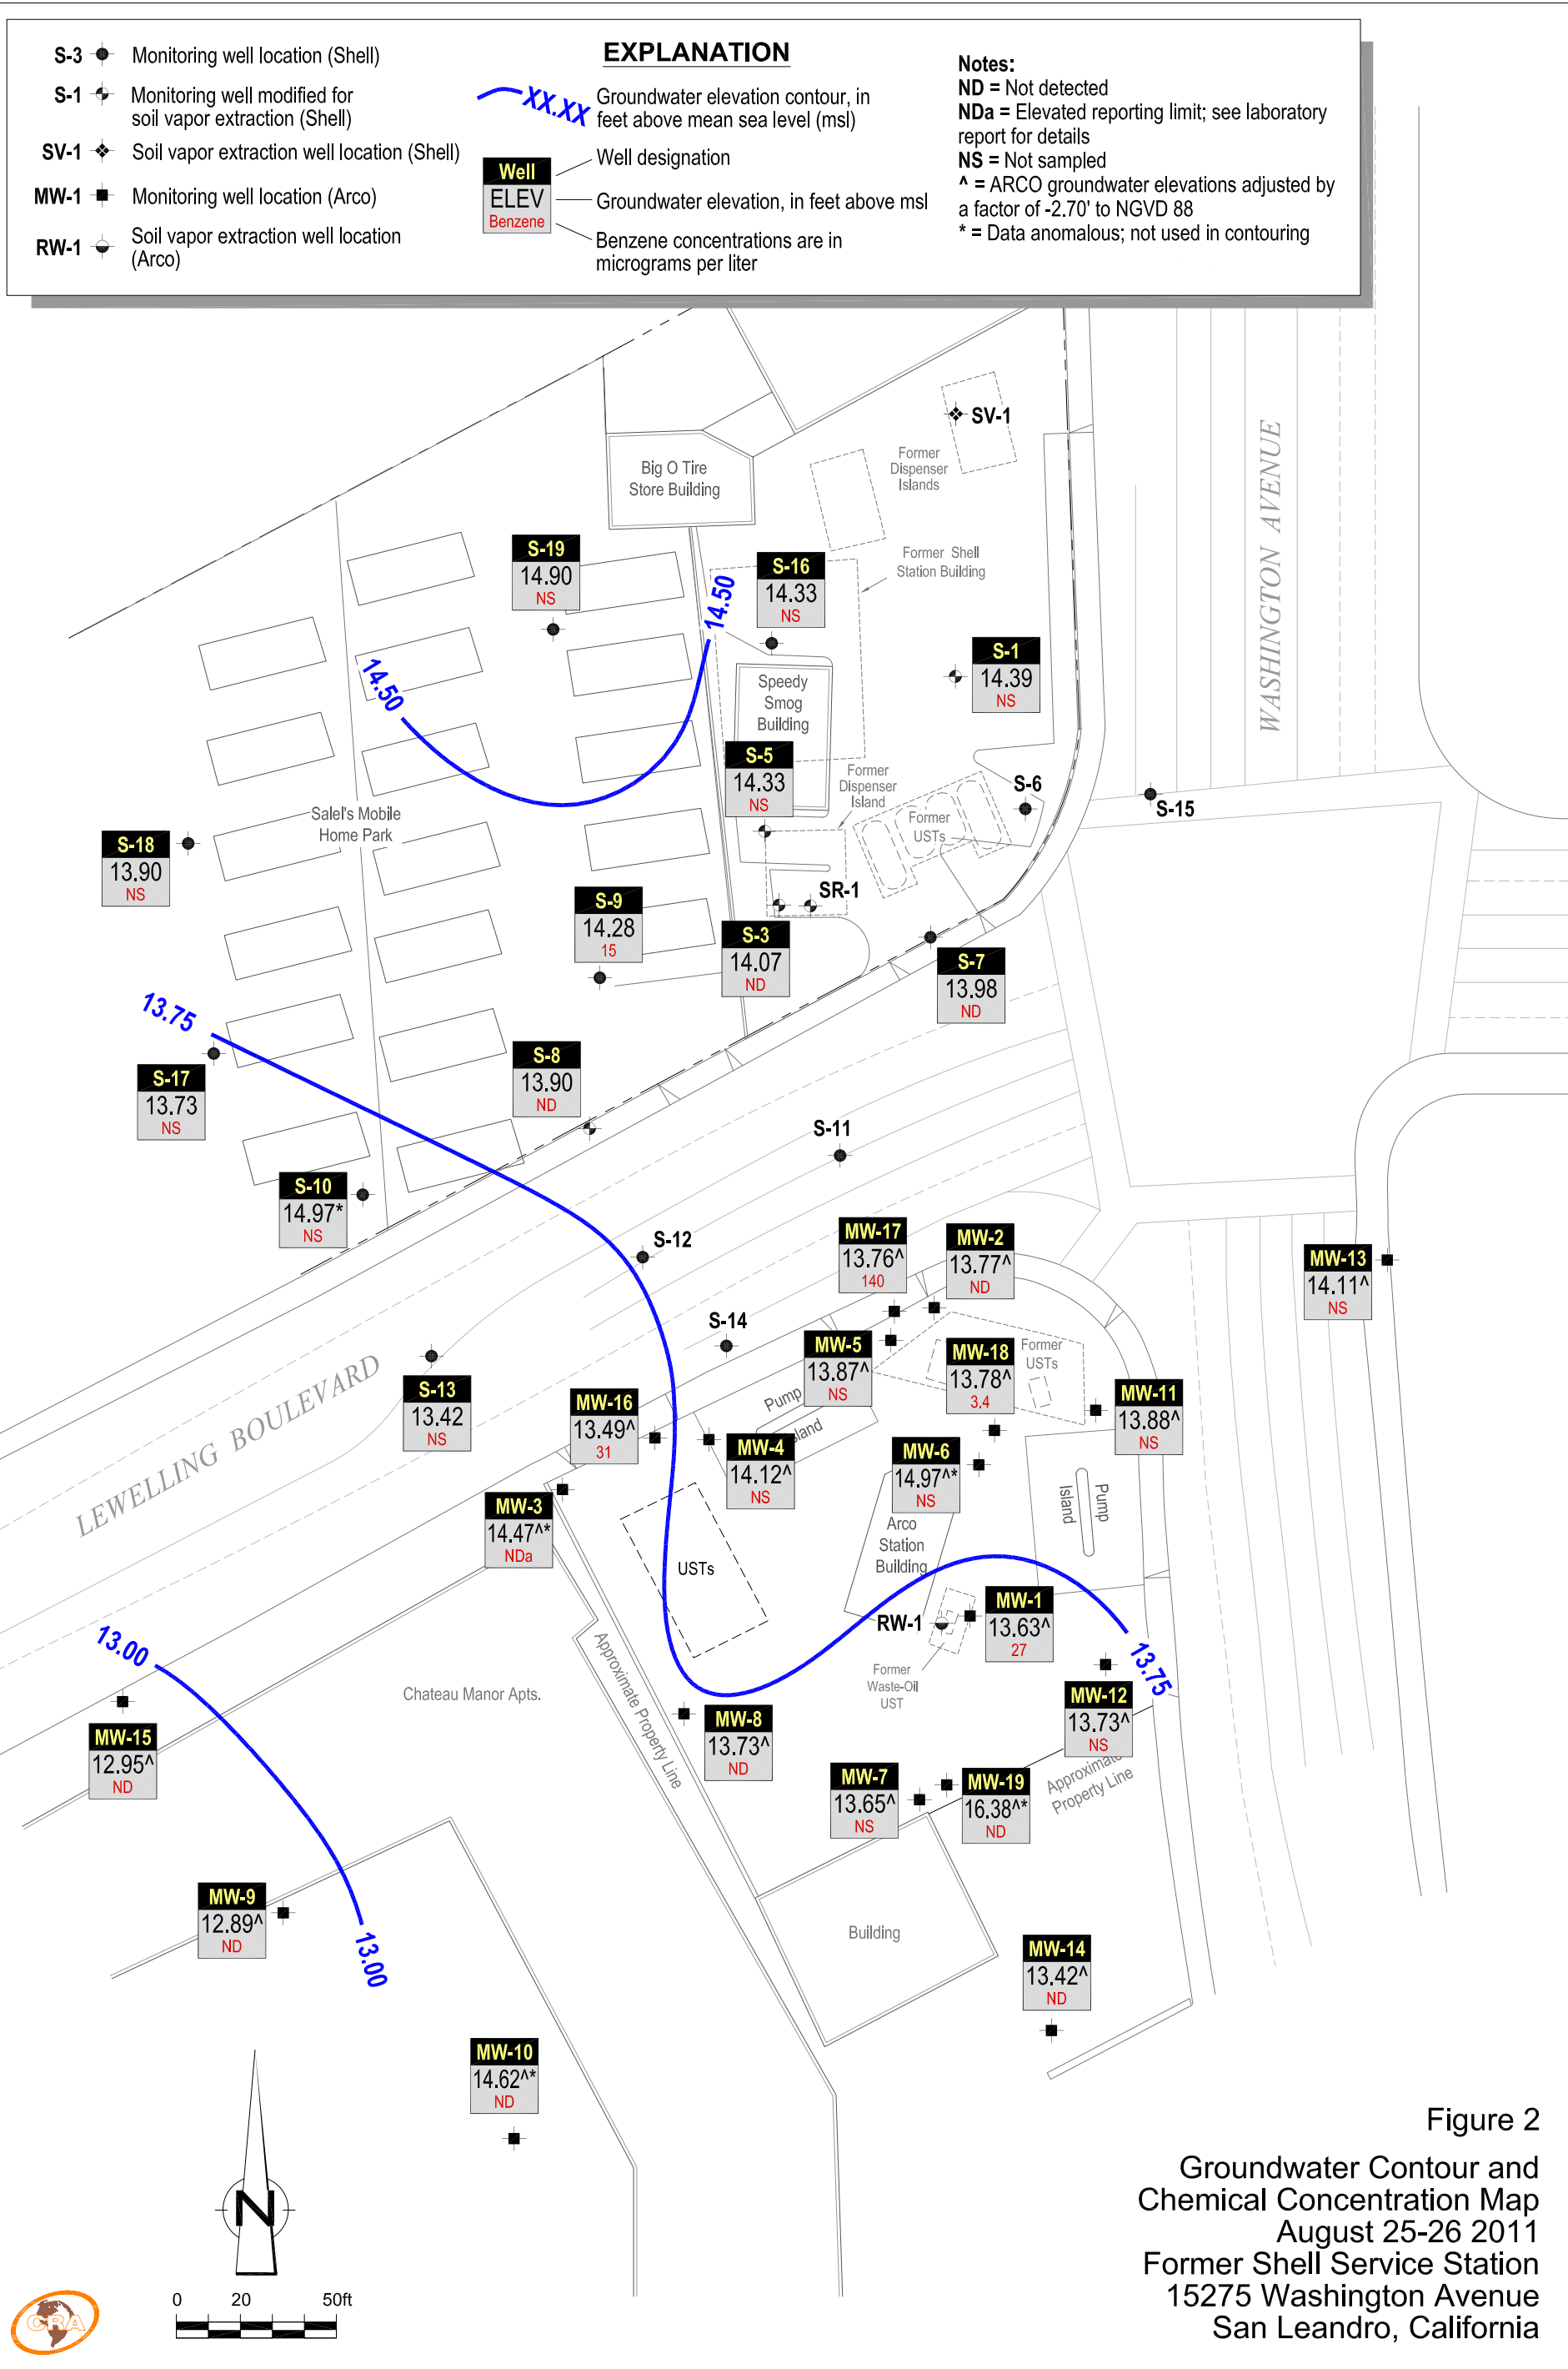 EXPLANATION
S-3 Monitoring well location (Shell)
S-1 Monitoring well modified for
soil vapor extraction (Shell)
SV-1 Soil vapor extraction well location (Shell)
MW-1 Monitoring well location (Arco)
RW-1 Soil vapor extraction well location
(Arco)
XX.XX Groundwater elevation contour, in
feet above mean sea level (msl)
Well
ELEV
Benzene
Well designation
Groundwater elevation, in feet above msl
Benzene concentrations are in
micrograms per liter
Notes:
ND = Not detected
NDa = Elevated reporting limit; see laboratory
report for details
NS = Not sampled
^ = ARCO groundwater elevations adjusted by
a factor of -2.70' to NGVD 88
* = Data anomalous; not used in contouring
SV-1
Former
Dispenser
Islands
Big O Tire
Store Building
WASHINGTON AVENUE
S-19
14.90
NS
S-16
14.33
NS
Former Shell
Station Building
14.50
14.50
S-1
14.39
NS
Speedy
Smog
Building
S-5
14.33
NS
Former
Dispenser
Island
S-6
S-15
Former
USTs
Salel's Mobile
Home Park
S-18
13.90
NS
SR-1
S-9
14.28
15
S-3
14.07
ND
S-7
13.98
ND
13.75
S-17
13.73
NS
S-8
13.90
ND
S-11
S-10
14.97*
NS
S-12
MW-17
13.76^
140
MW-2
13.77^
ND
MW-13
14.11^
NS
S-14
MW-5
13.87^
NS
MW-18
13.78^
3.4
Former
USTs
LEWELLING BOULEVARD
S-13
13.42
NS
MW-16
13.49^
31
Pump
Island
MW-4
14.12^
NS
MW-11
13.88^
NS
MW-6
14.97^*
NS
Pump
Island
MW-3
14.47^*
NDa
Arco
Station
Building
USTs
RW-1
MW-1
13.63^
27
13.00
13.75
Approximate Property Line
Former
Waste-Oil
UST
Chateau Manor Apts.
MW-12
13.73^
NS
MW-15
12.95^
ND
MW-8
13.73^
ND
MW-7
13.65^
NS
MW-19
16.38^*
ND
Approximate
Property Line
MW-9
12.89^
ND
13.00
Building
MW-14
13.42^
ND
MW-10
14.62^*
ND
N
0 20 50ft
CRA
Figure 2
Groundwater Contour and
Chemical Concentration Map
August 25-26 2011
Former Shell Service Station
15275 Washington Avenue
San Leandro, California